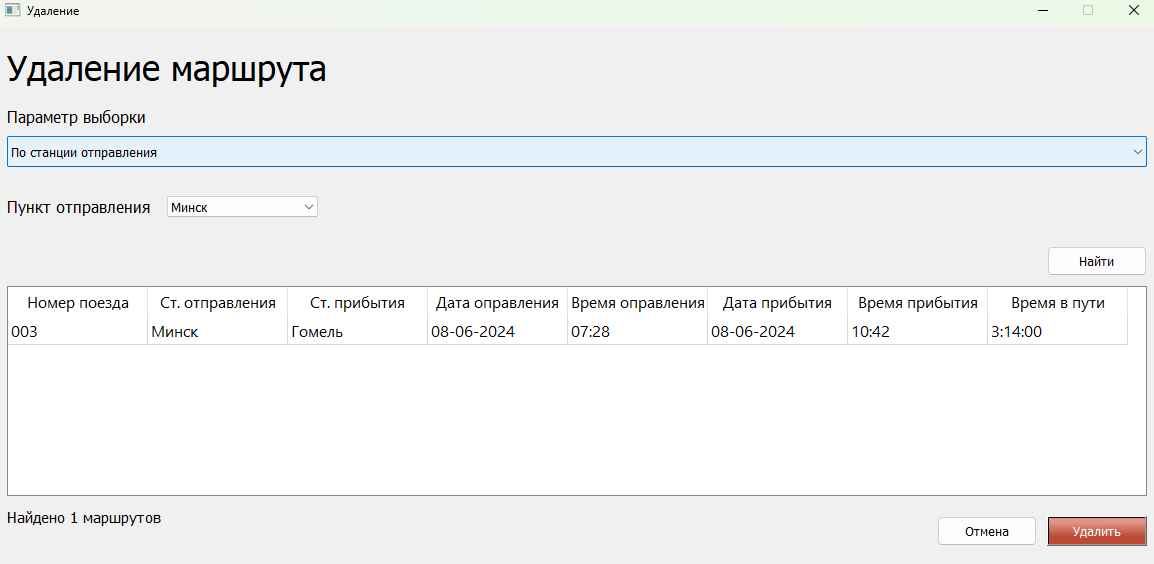 Удаление
Удаление маршрута
Параметр выборки
По станции отправления
Пункт отправления Минск
Найти
Номер поезда Ст. отправления Ст. прибытия Дата оправления Время оправления Дата прибытия Время прибытия Время в пути
003 Минск Гомель 08-06-2024 07:28 08-06-2024 10:42 3:14:00
Найдено 1 маршрутов
Отмена Удалить